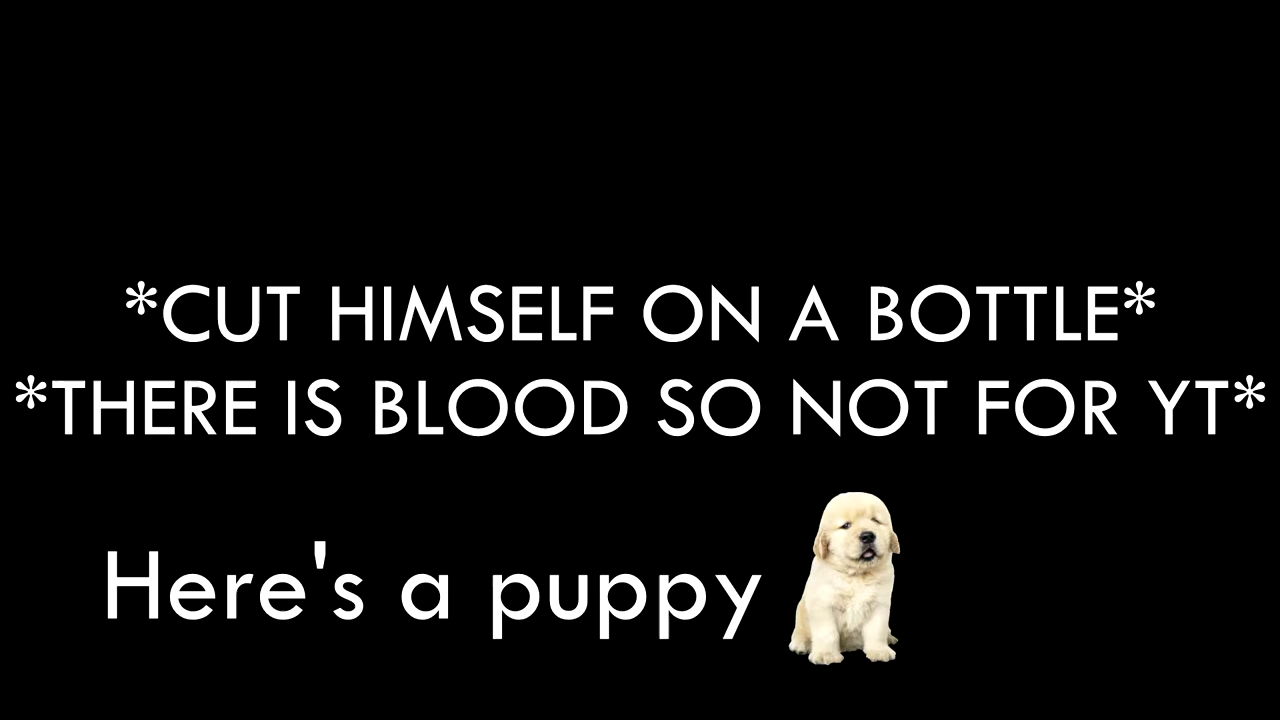 *CUT HIMSELF ON A BOTTLE*
*THERE IS BLOOD SO NOT FOR YT*
Here's a puppy